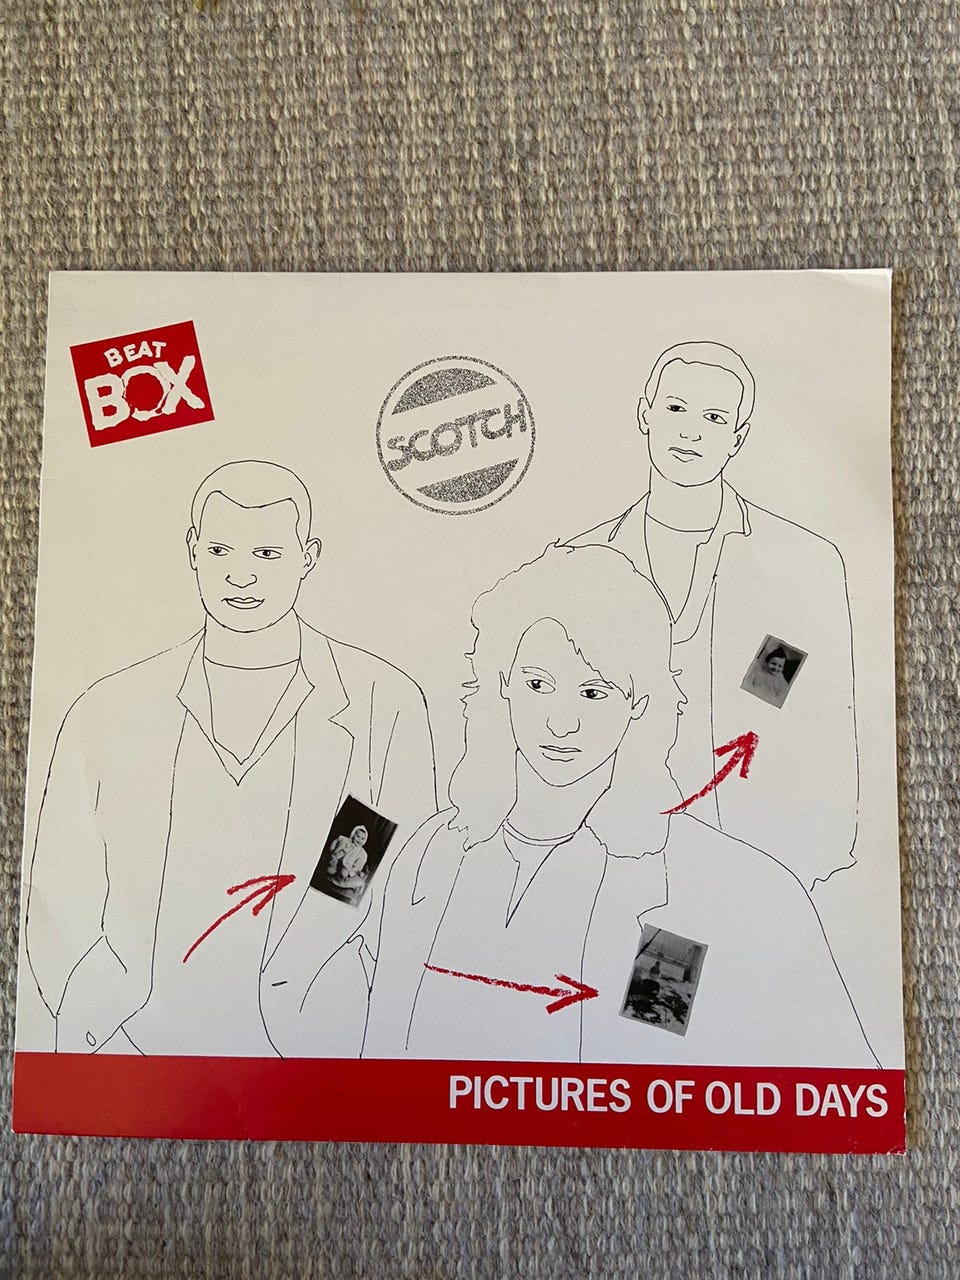 BEAT
BOX
SCOTCH
PICTURES OF OLD DAYS